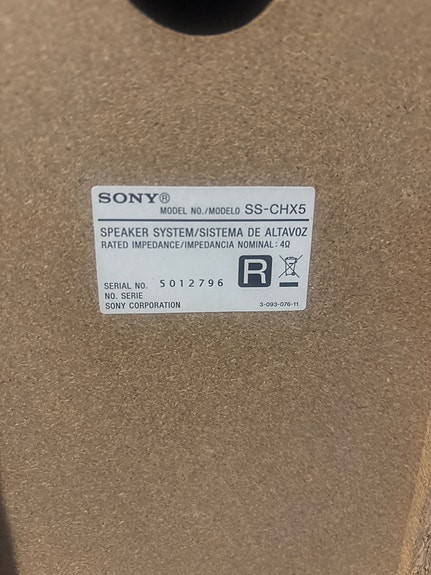 SONY®
MODEL NO./MODELO SS-CHX5
SPEAKER SYSTEM/SISTEMA DE ALTAVOZ
RATED IMPEDANCE/IMPEDANCIA NOMINAL: 4Ω
R
SERIAL NO. 5012796
NO. SERIE
SONY CORPORATION
3-093-076-11